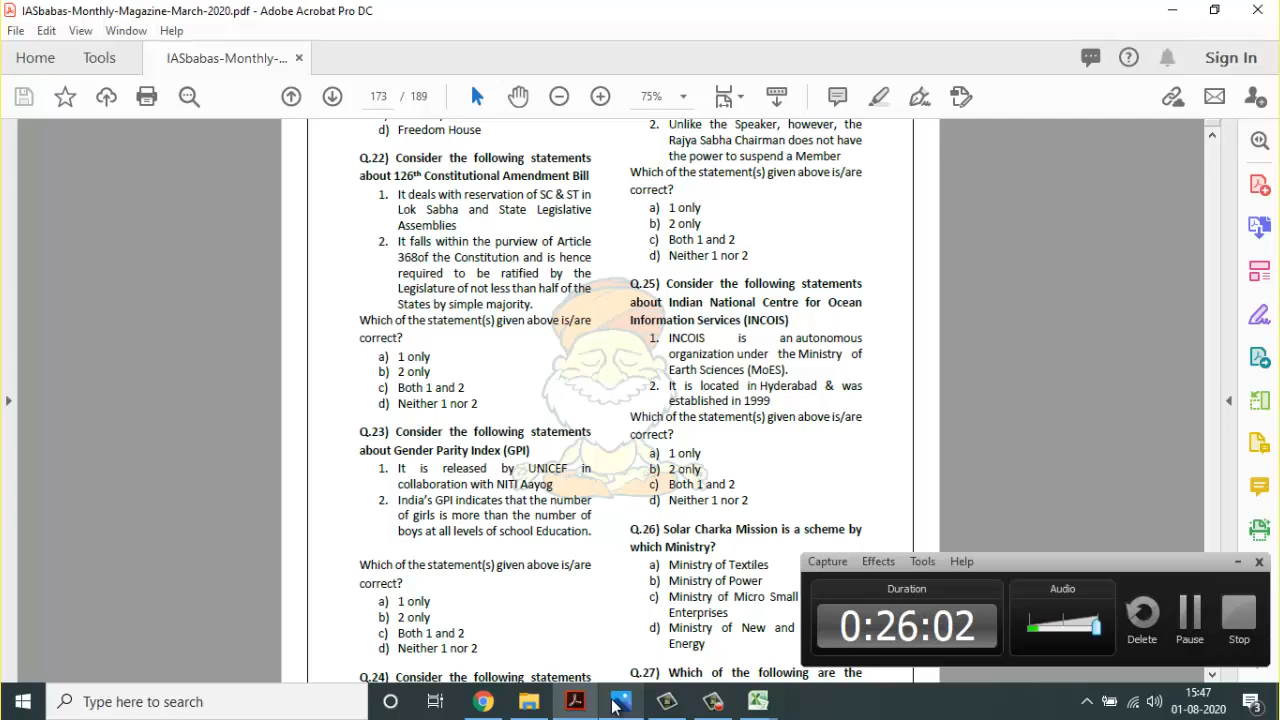 IASbabas-Monthly-Magazine-March-2020.pdf - Adobe Acrobat Pro DC
File Edit View Window Help
Home Tools IASbabas-Monthly-... × Sign In
173 / 189 75%
d) Freedom House
Q.22) Consider the following statements
about 126th Constitutional Amendment Bill
1. It deals with reservation of SC & ST in
Lok Sabha and State Legislative
Assemblies
2. It falls within the purview of Article
368of the Constitution and is hence
required to be ratified by the
Legislature of not less than half of the
States by simple majority.
Which of the statement(s) given above is/are
correct?
a) 1 only
b) 2 only
c) Both 1 and 2
d) Neither 1 nor 2
Q.23) Consider the following statements
about Gender Parity Index (GPI)
1. It is released by UNICEF in
collaboration with NITI Aayog
2. India's GPI indicates that the number
of girls is more than the number of
boys at all levels of school Education.
Which of the statement(s) given above is/are
correct?
a) 1 only
b) 2 only
c) Both 1 and 2
d) Neither 1 nor 2
Q.24) Consider the following statements
2. Unlike the Speaker, however, the
Rajya Sabha Chairman does not have
the power to suspend a Member
Which of the statement(s) given above is/are
correct?
a) 1 only
b) 2 only
c) Both 1 and 2
d) Neither 1 nor 2
Q.25) Consider the following statements
about Indian National Centre for Ocean
Information Services (INCOIS)
1. INCOIS is an autonomous
organization under the Ministry of
Earth Sciences (MoES).
2. It is located in Hyderabad & was
established in 1999
Which of the statement(s) given above is/are
correct?
a) 1 only
b) 2 only
c) Both 1 and 2
d) Neither 1 nor 2
Q.26) Solar Charka Mission is a scheme by
which Ministry?
a) Ministry of Textiles
b) Ministry of Power
c) Ministry of Micro Small
Enterprises
d) Ministry of New and
Energy
Q.27) Which of the following are the
Capture Effects Tools Help
Duration
0:26:02
Audio
Delete Pause Stop
Type here to search
15:47
01-08-2020
3